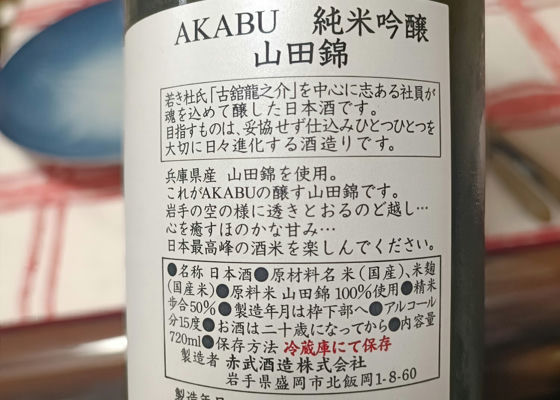 AKABU 純米吟醸
山田錦
若き杜氏「古舘龍之介」を中心に志ある社員が
魂を込めて醸した日本酒です。
目指すものは、妥協せず仕込みひとつひとつを
大切に日々進化する酒造りです。
兵庫県産 山田錦を使用。
これがAKABUの醸す山田錦です。
岩手の空の様に透きとおるのど越し…
心を癒すほのかな甘み…
日本最高峰の酒米を楽しんでください。
●名称 日本酒●原材料名 米(国産)、米麹
(国産米)●原料米 山田錦 100%使用●精米
歩合50%●製造年月は枠下部へ●アルコール
分15度●お酒は二十歳になってから●内容量
720ml●保存方法 冷蔵庫にて保存
製造者 赤武酒造株式会社
岩手県盛岡市北飯岡1-8-60
製造年月